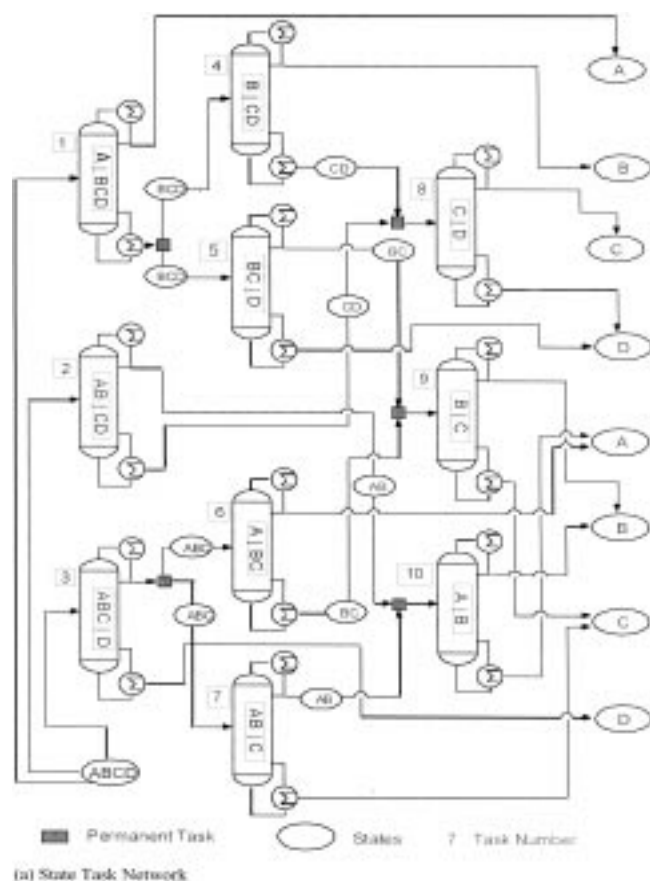 A
4
B|CD
1
A|BCD
B
CD
8
BCD
C|D
5
C
BC
BCD
BC|D
CD
D
2
9
AB|CD
B|C
A
AB
6
ABC
A|BC
B
10
3
ABC|D
ABC
BC
A|B
C
7
AB
AB|C
D
ABCD
Permanent Task
States
7 Task Number
(a) State Task Network